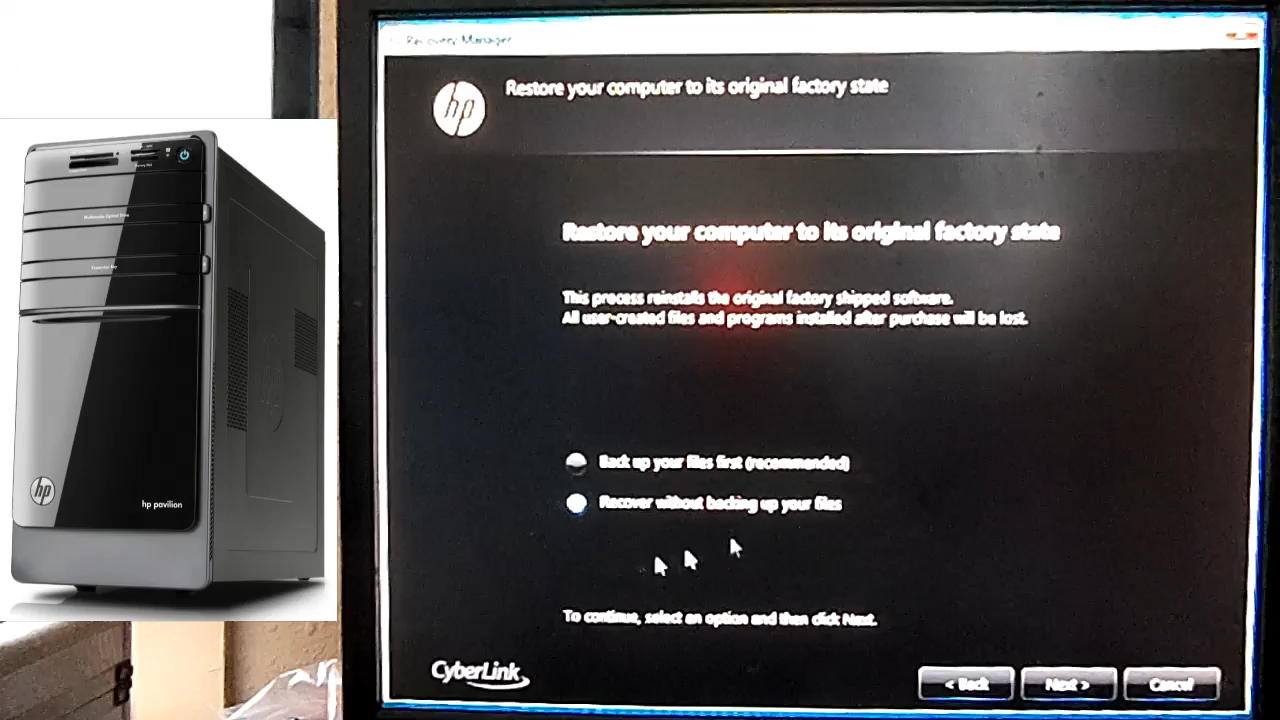 Recovery Manager
hp
Restore your computer to its original factory state
Restore your computer to its original factory state
This process reinstalls the original factory shipped software.
All user-created files and programs installed after purchase will be lost.
Back up your files first (recommended)
Recover without backing up your files
To continue, select an option and then click Next.
CyberLink
< Back
Next >
Cancel
Multimedia Optical Drive
hp
hp pavilion